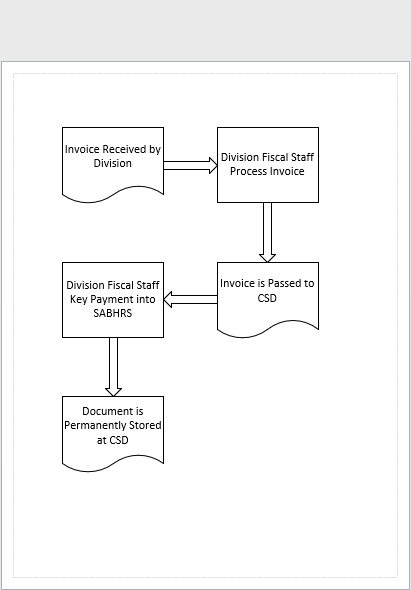 Invoice Received by
Division
Division Fiscal Staff
Process Invoice
Invoice is Passed to
CSD
Division Fiscal Staff
Key Payment into
SABHRS
Document is
Permanently Stored
at CSD